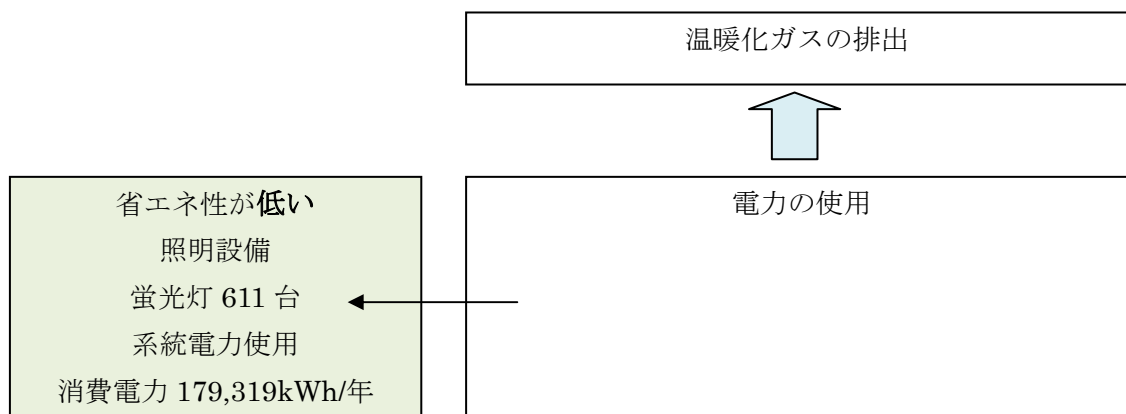 温暖化ガスの排出
省エネ性が低い
照明設備
蛍光灯 611 台
系統電力使用
消費電力 179,319kWh/年
電力の使用